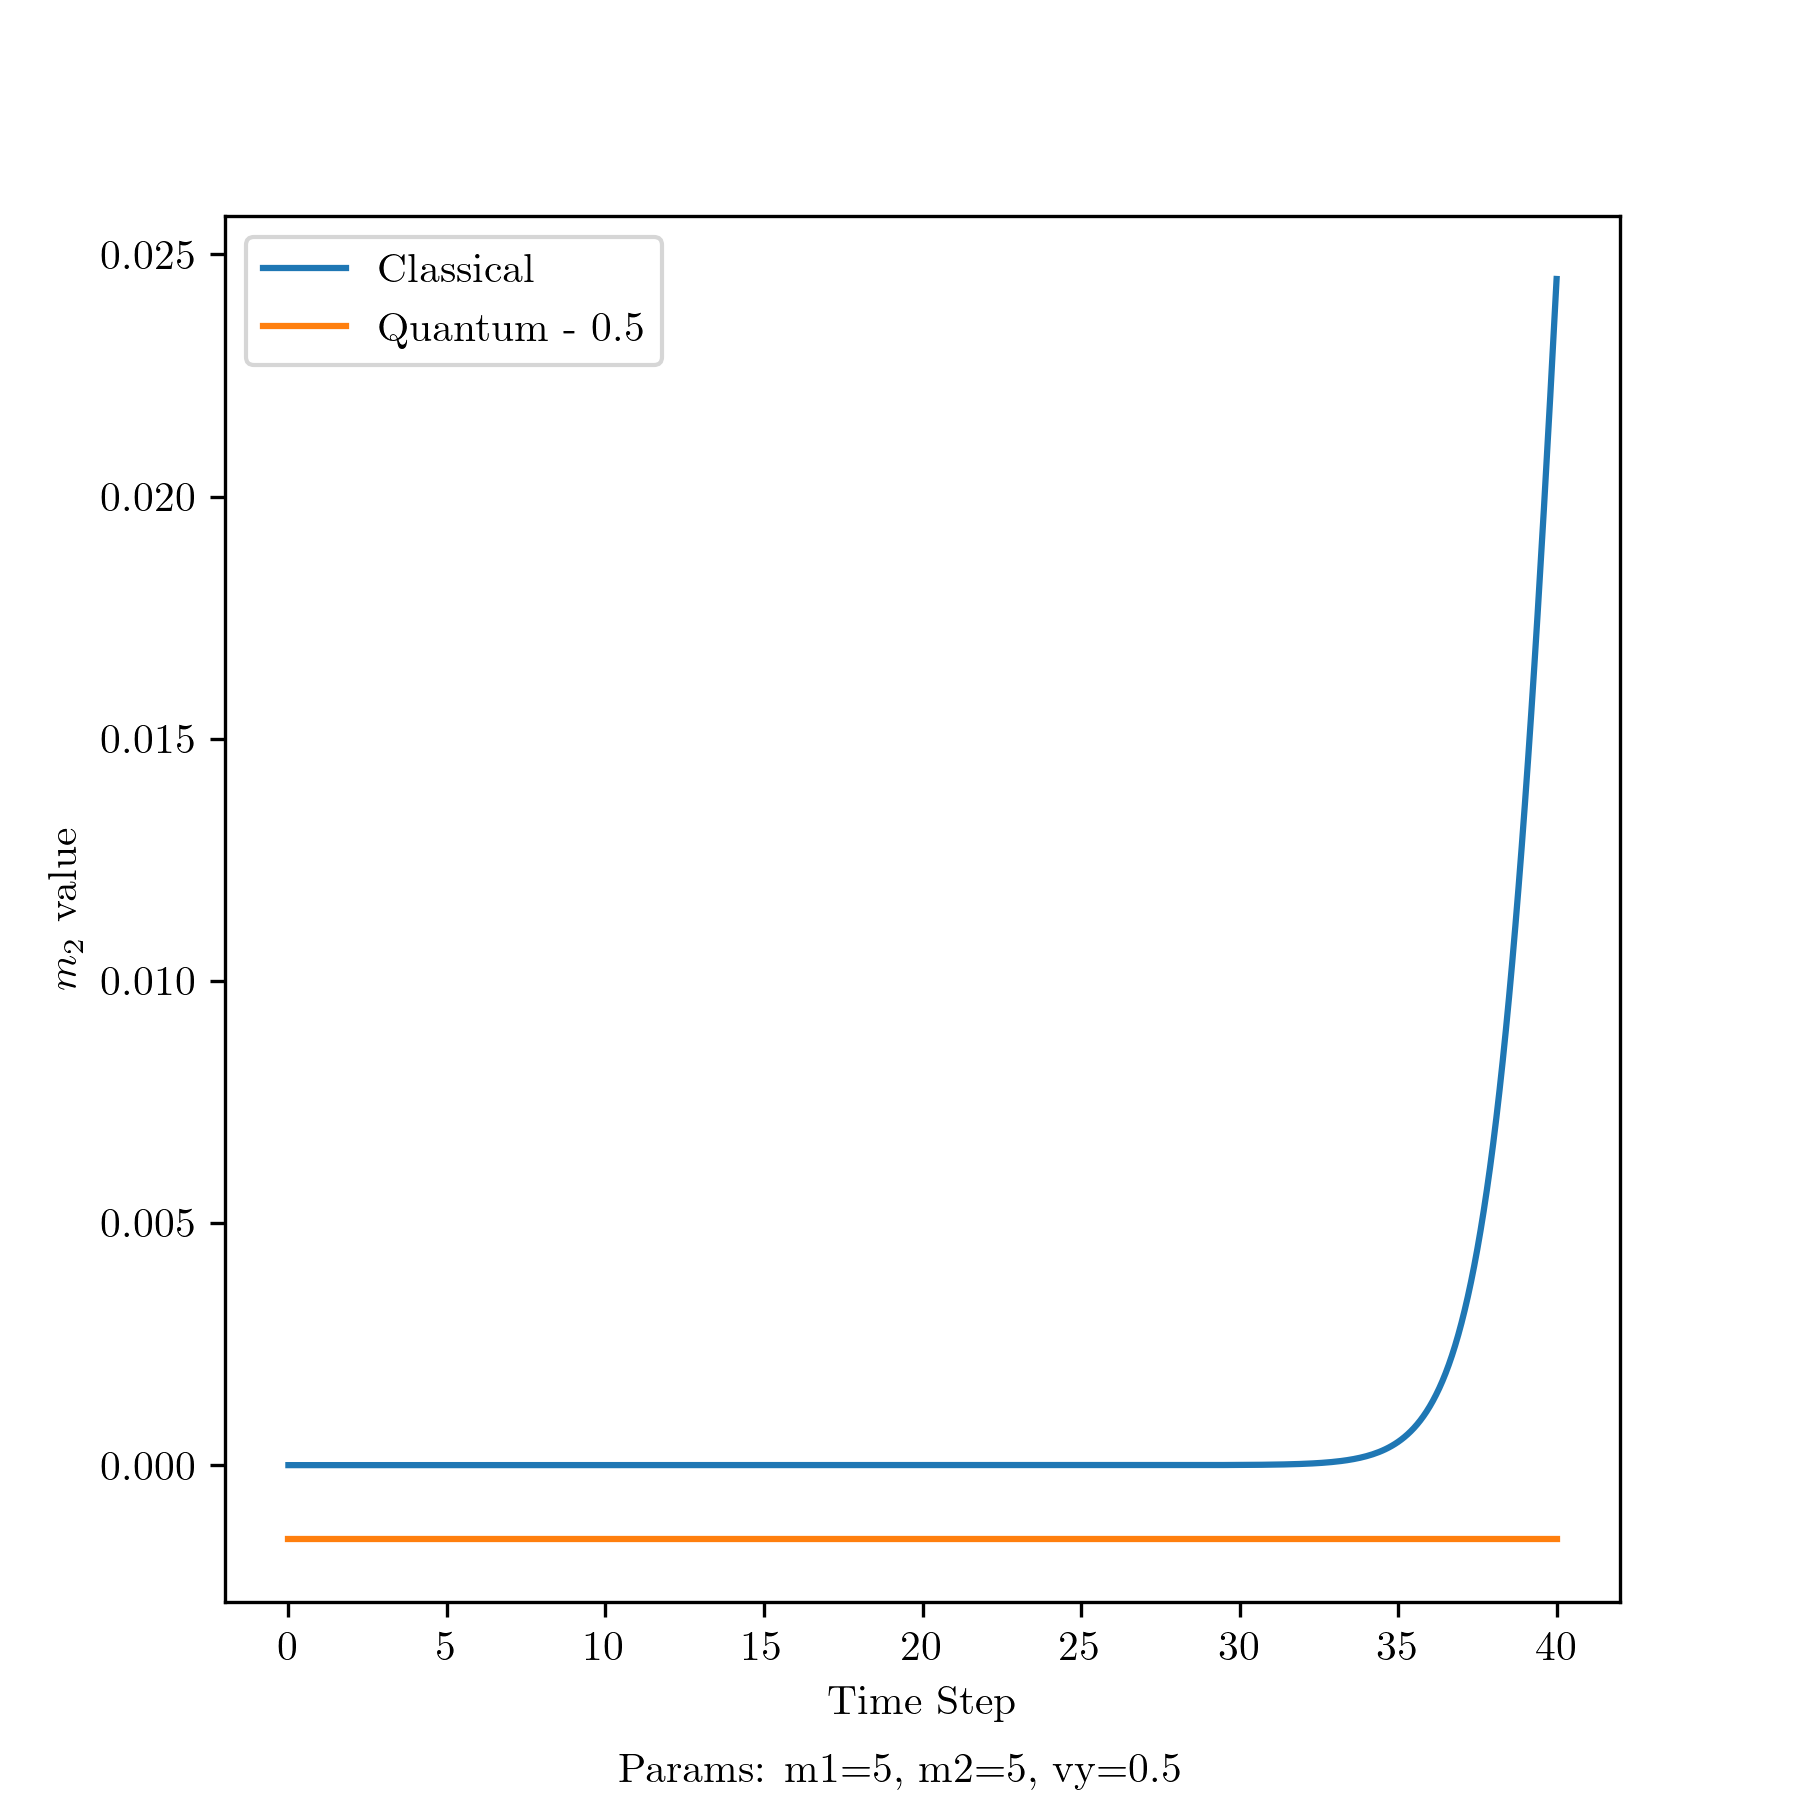 Classical
Quantum - 0.5
0.025
0.020
0.015
0.010
0.005
0.000
m₂ value
0 5 10 15 20 25 30 35 40
Time Step
Params: m1=5, m2=5, vy=0.5